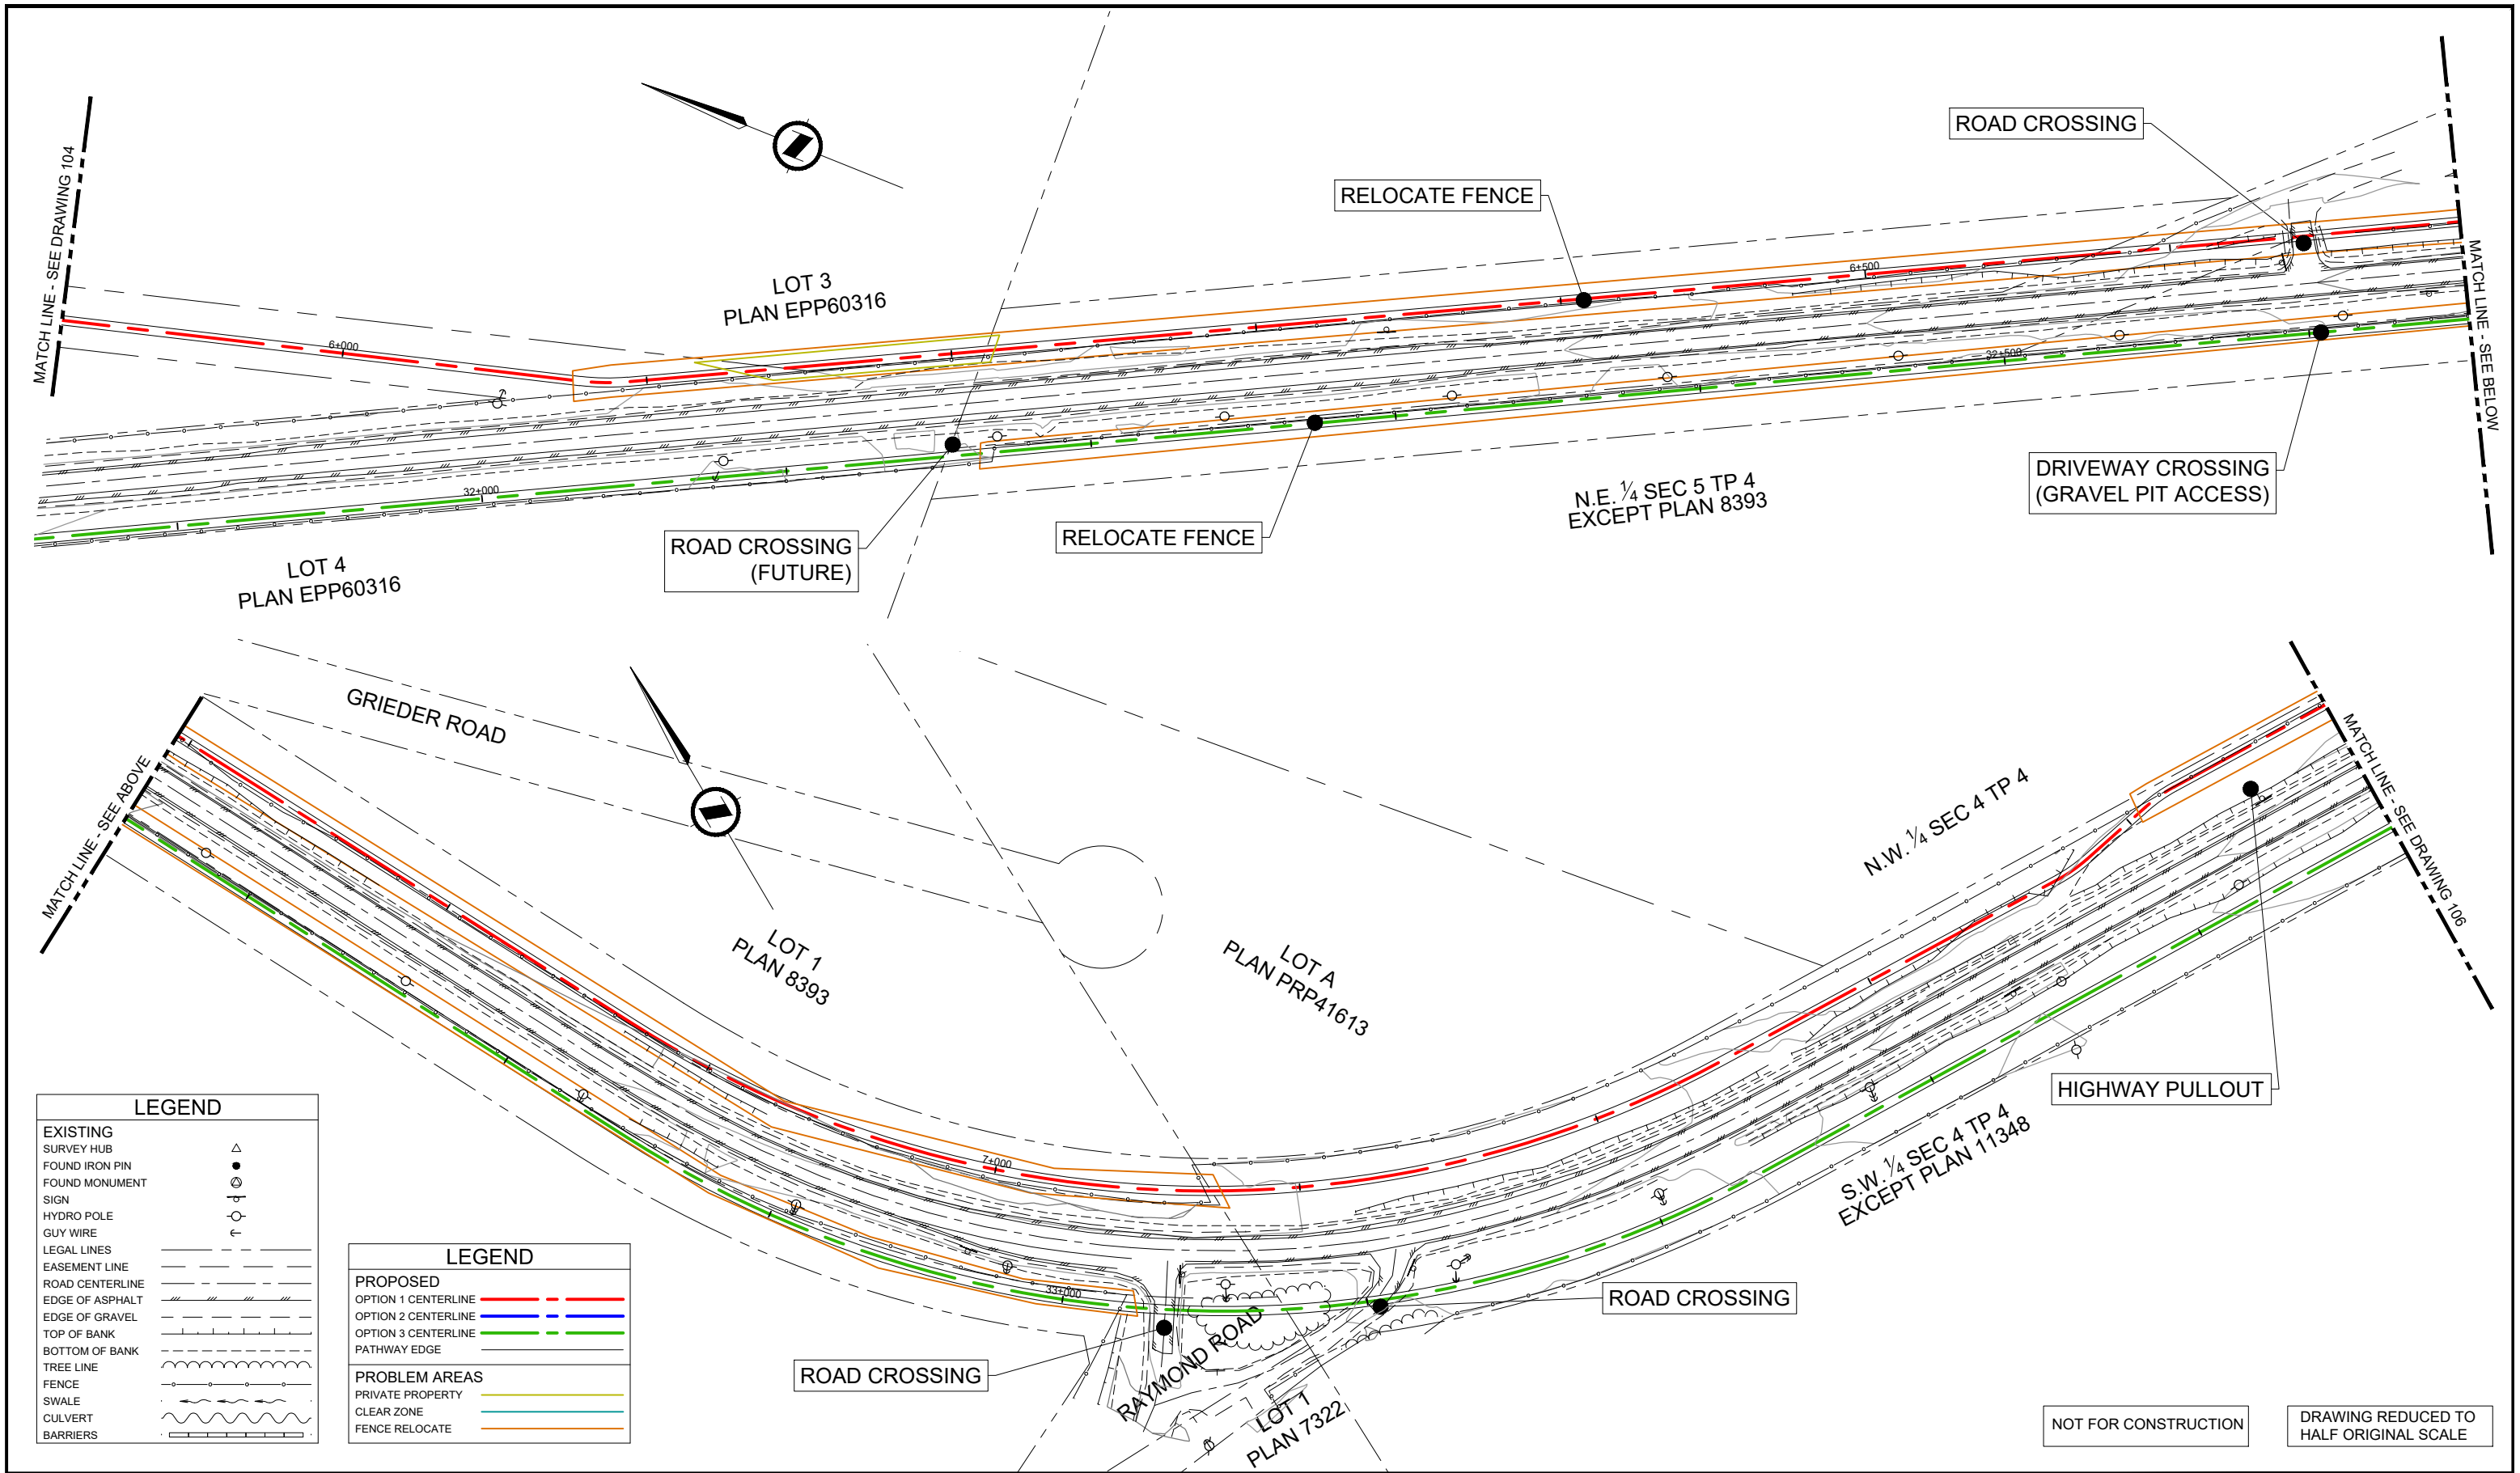 MATCH LINE - SEE DRAWING 104
ROAD CROSSING
RELOCATE FENCE
LOT 3
PLAN EPP60316
6+000
6+500
MATCH LINE - SEE BELOW
32+500
32+000
DRIVEWAY CROSSING
(GRAVEL PIT ACCESS)
N.E. ¼ SEC 5 TP 4
EXCEPT PLAN 8393
RELOCATE FENCE
ROAD CROSSING
(FUTURE)
LOT 4
PLAN EPP60316
GRIEDER ROAD
MATCH LINE - SEE ABOVE
MATCH LINE - SEE DRAWING 106
N.W. ¼ SEC 4 TP 4
LOT 1
PLAN 8393
LOT A
PLAN PRP41613
HIGHWAY PULLOUT
7+000
S.W. ¼ SEC 4 TP 4
EXCEPT PLAN 11348
33+000
ROAD CROSSING
ROAD CROSSING
RAYMOND ROAD
LOT 1
PLAN 7322
LEGEND
EXISTING
SURVEY HUB
FOUND IRON PIN
FOUND MONUMENT
SIGN
HYDRO POLE
GUY WIRE
LEGAL LINES
EASEMENT LINE
ROAD CENTERLINE
EDGE OF ASPHALT
EDGE OF GRAVEL
TOP OF BANK
BOTTOM OF BANK
TREE LINE
FENCE
SWALE
CULVERT
BARRIERS
LEGEND
PROPOSED
OPTION 1 CENTERLINE
OPTION 2 CENTERLINE
OPTION 3 CENTERLINE
PATHWAY EDGE
PROBLEM AREAS
PRIVATE PROPERTY
CLEAR ZONE
FENCE RELOCATE
NOT FOR CONSTRUCTION
DRAWING REDUCED TO
HALF ORIGINAL SCALE